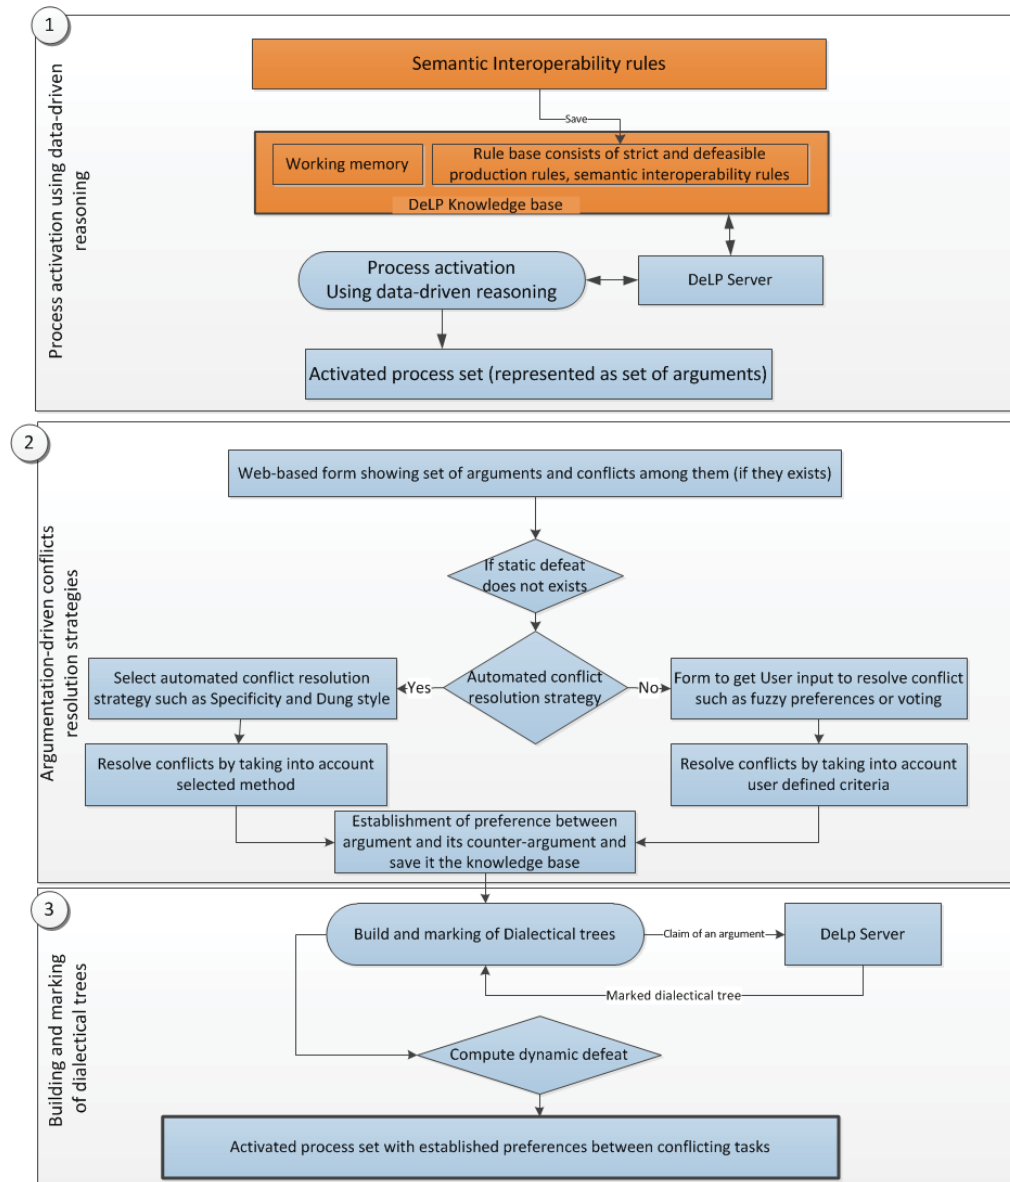 1
Process activation using data-driven
reasoning
Semantic Interoperability rules
Save
Working memory
Rule base consists of strict and defeasible
production rules, semantic interoperability rules
DeLP Knowledge base
Process activation
Using data-driven reasoning
DeLP Server
Activated process set (represented as set of arguments)
2
Argumentation-driven conflicts
resolution strategies
Web-based form showing set of arguments and conflicts among them (if they exists)
If static defeat
does not exists
Automated conflict
resolution strategy
Yes
No
Select automated conflict resolution
strategy such as Specificity and Dung style
Form to get User input to resolve conflict
such as fuzzy preferences or voting
Resolve conflicts by taking into account
selected method
Resolve conflicts by taking into account
user defined criteria
Establishment of preference between
argument and its counter-argument and
save it the knowledge base
3
Building and marking
of dialectical trees
Build and marking of Dialectical trees
Claim of an argument
DeLp Server
Marked dialectical tree
Compute dynamic defeat
Activated process set with established preferences between conflicting tasks